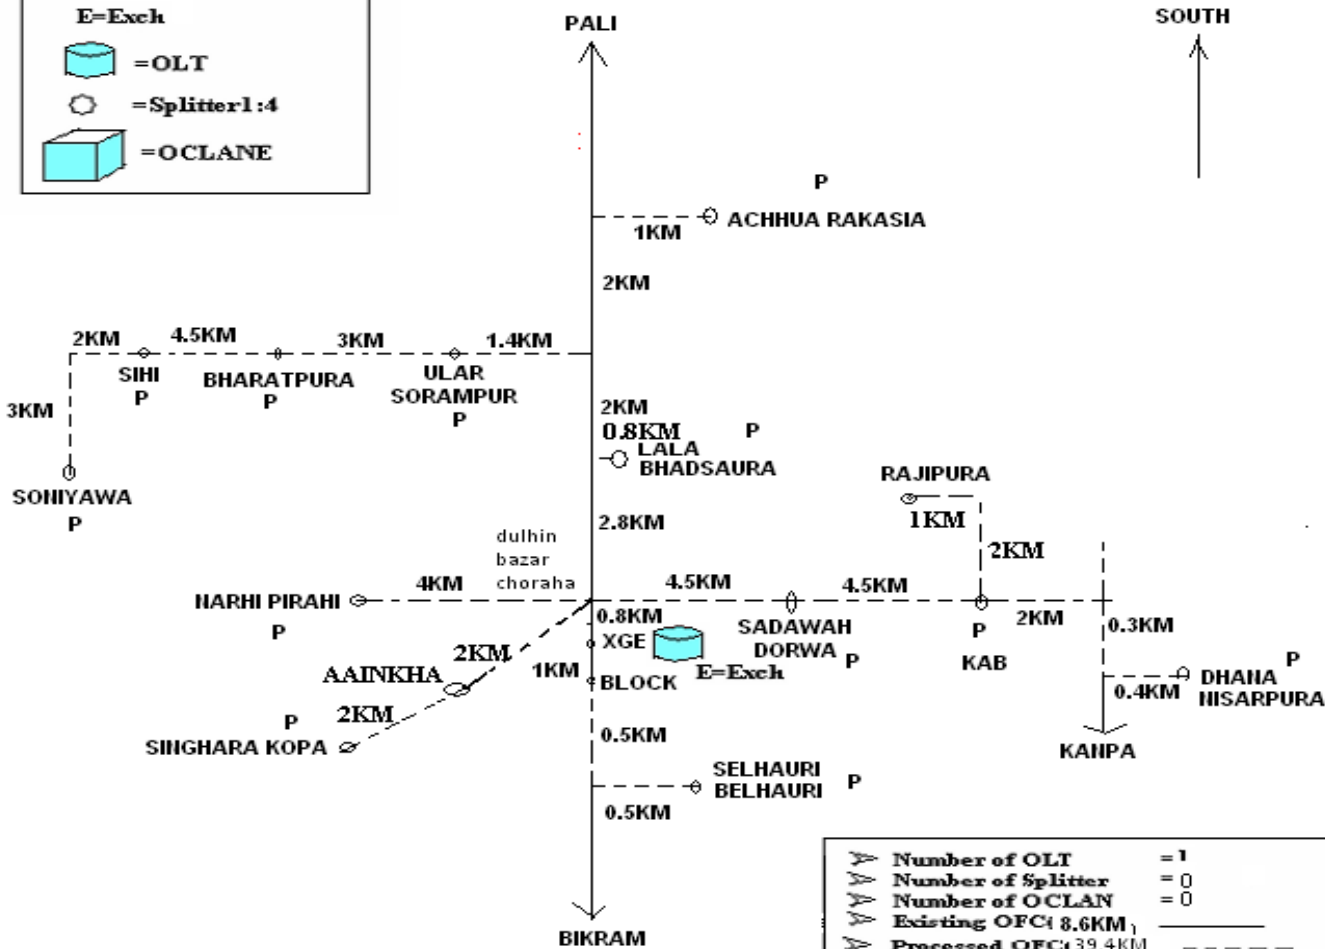 E=Exch
=OLT
=Splitter1:4
=OCLANE
PALI
SOUTH
P
ACHHUA RAKASIA
1KM
2KM
2KM
4.5KM
3KM
1.4KM
SIHI
P
BHARATPURA
P
ULAR
SORAMPUR
P
3KM
SONIYAWA
P
2KM
0.8KM
P
LALA
BHADSAURA
RAJIPURA
1KM
2KM
2.8KM
dulhin
bazar
choraha
NARHI PIRAHI
P
4KM
4.5KM
4.5KM
2KM
0.8KM
XGE
E=Exch
SADAWAH
DORWA
P
P
KAB
0.3KM
P
DHANA
NISARPURA
0.4KM
KANPA
2KM
AAINKHA
1KM
BLOCK
P
2KM
SINGHARA KOPA
0.5KM
SELHAURI
BELHAURI
P
0.5KM
BIKRAM
Number of OLT =1
Number of Splitter = 0
Number of OCLAN = 0
Existing OFC( 8.6KM )
Processed OFC(39.4KM